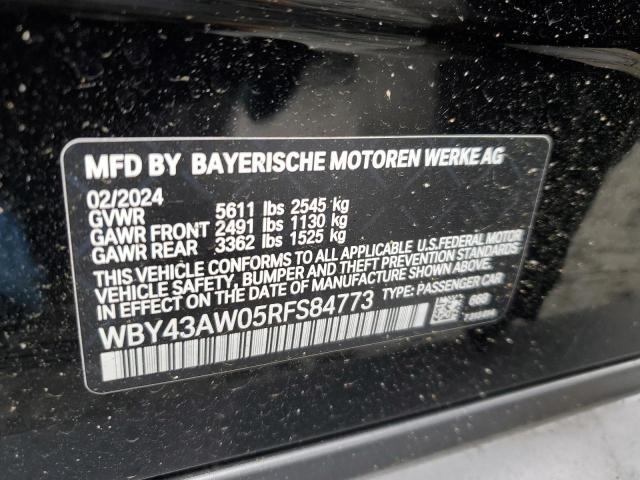 MFD BY BAYERISCHE MOTOREN WERKE AG
02/2024
GVWR 5611 lbs 2545 kg
GAWR FRONT 2491 lbs 1130 kg
GAWR REAR 3362 lbs 1525 kg
THIS VEHICLE CONFORMS TO ALL APPLICABLE U.S.FEDERAL MOTOR
VEHICLE SAFETY, BUMPER AND THEFT PREVENTION
STANDARDS IN EFFECT ON THE DATE OF MANUFACTURE SHOWN ABOVE.
WBY43AW05RFS84773 TYPE: PASSENGER CAR